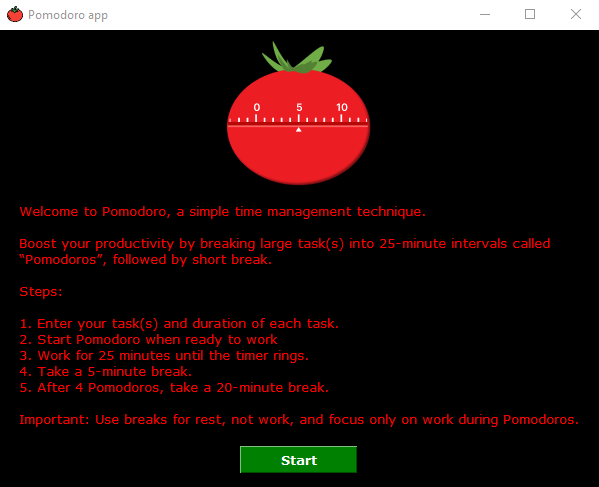 Pomodoro app
0 5 10
Welcome to Pomodoro, a simple time management technique.
Boost your productivity by breaking large task(s) into 25-minute intervals called
“Pomodoros”, followed by short break.
Steps:
1. Enter your task(s) and duration of each task.
2. Start Pomodoro when ready to work
3. Work for 25 minutes until the timer rings.
4. Take a 5-minute break.
5. After 4 Pomodoros, take a 20-minute break.
Important: Use breaks for rest, not work, and focus only on work during Pomodoros.
Start